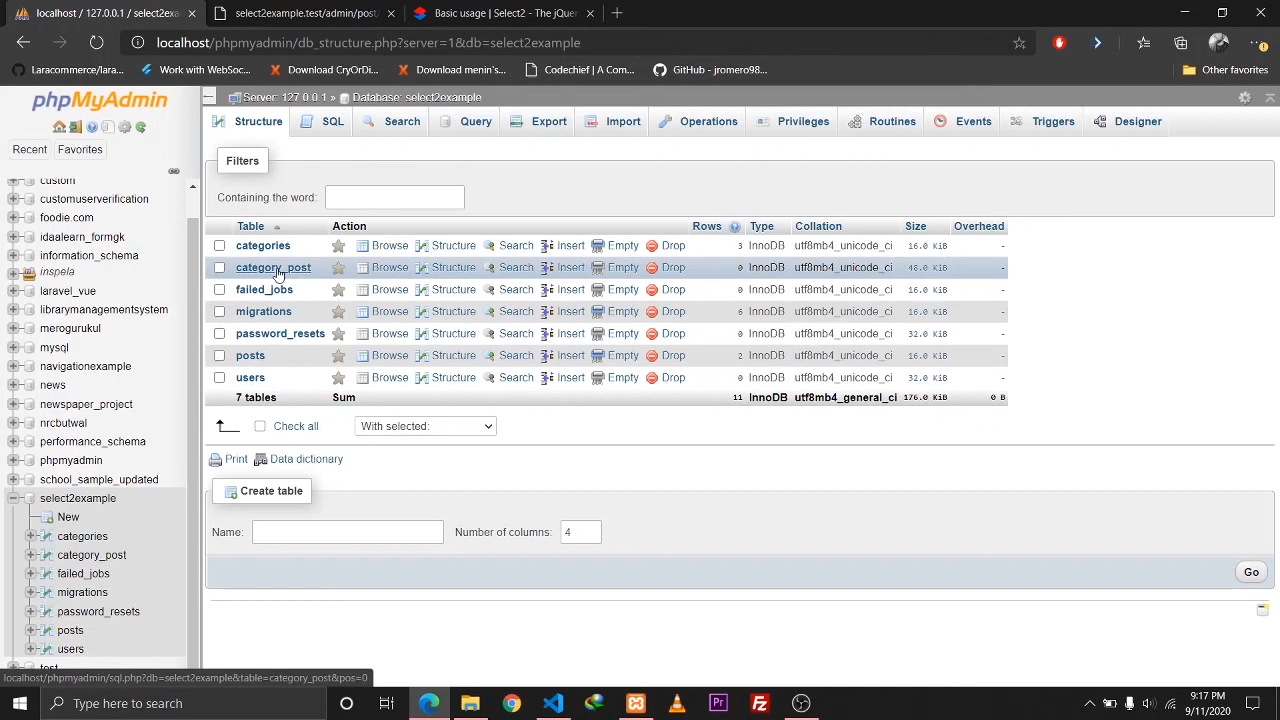 localhost / 127.0.0.1 / select2ex
select2example.test/admin/post/
Basic usage | Select2 - The jQuer
localhost/phpmyadmin/db_structure.php?server=1&db=select2example
Laracommerce/lara...
Work with WebSoc...
Download CryOrDi...
Download menin's...
Codechief | A Com...
GitHub - jromero98...
Other favorites
phpMyAdmin
Recent
Favorites
custom
customuserverification
foodie.com
idaalearn_formgk
information_schema
inspela
laravel_vue
librarymanagementsystem
merogurukul
mysql
navigationexample
news
newspaper_project
nrcbutwal
performance_schema
phpmyadmin
school_sample_updated
select2example
New
categories
category_post
failed_jobs
migrations
password_resets
posts
users
test
Server: 127.0.0.1 » Database: select2example
Structure SQL Search Query Export Import Operations Privileges Routines Events Triggers Designer
Filters
Containing the word:
Table Action Rows Type Collation Size Overhead
categories Browse Structure Search Insert Empty Drop InnoDB utf8mb4_unicode_ci 16.0 KiB -
category_post Browse Structure Search Insert Empty Drop InnoDB utf8mb4_unicode_ci 48.0 KiB -
failed_jobs Browse Structure Search Insert Empty Drop 0 InnoDB utf8mb4_unicode_ci 16.0 KiB -
migrations Browse Structure Search Insert Empty Drop 6 InnoDB utf8mb4_unicode_ci 16.0 KiB -
password_resets Browse Structure Search Insert Empty Drop 0 InnoDB utf8mb4_unicode_ci 32.0 KiB -
posts Browse Structure Search Insert Empty Drop 2 InnoDB utf8mb4_unicode_ci 16.0 KiB -
users Browse Structure Search Insert Empty Drop 0 InnoDB utf8mb4_unicode_ci 32.0 KiB -
7 tables Sum 11 InnoDB utf8mb4_general_ci 176.0 KiB 0 B
Check all
With selected:
Print
Data dictionary
Create table
Name:
Number of columns: 4
Go
localhost/phpmyadmin/sql.php?db=select2example&table=category_post&pos=0
Type here to search
9:17 PM
9/11/2020